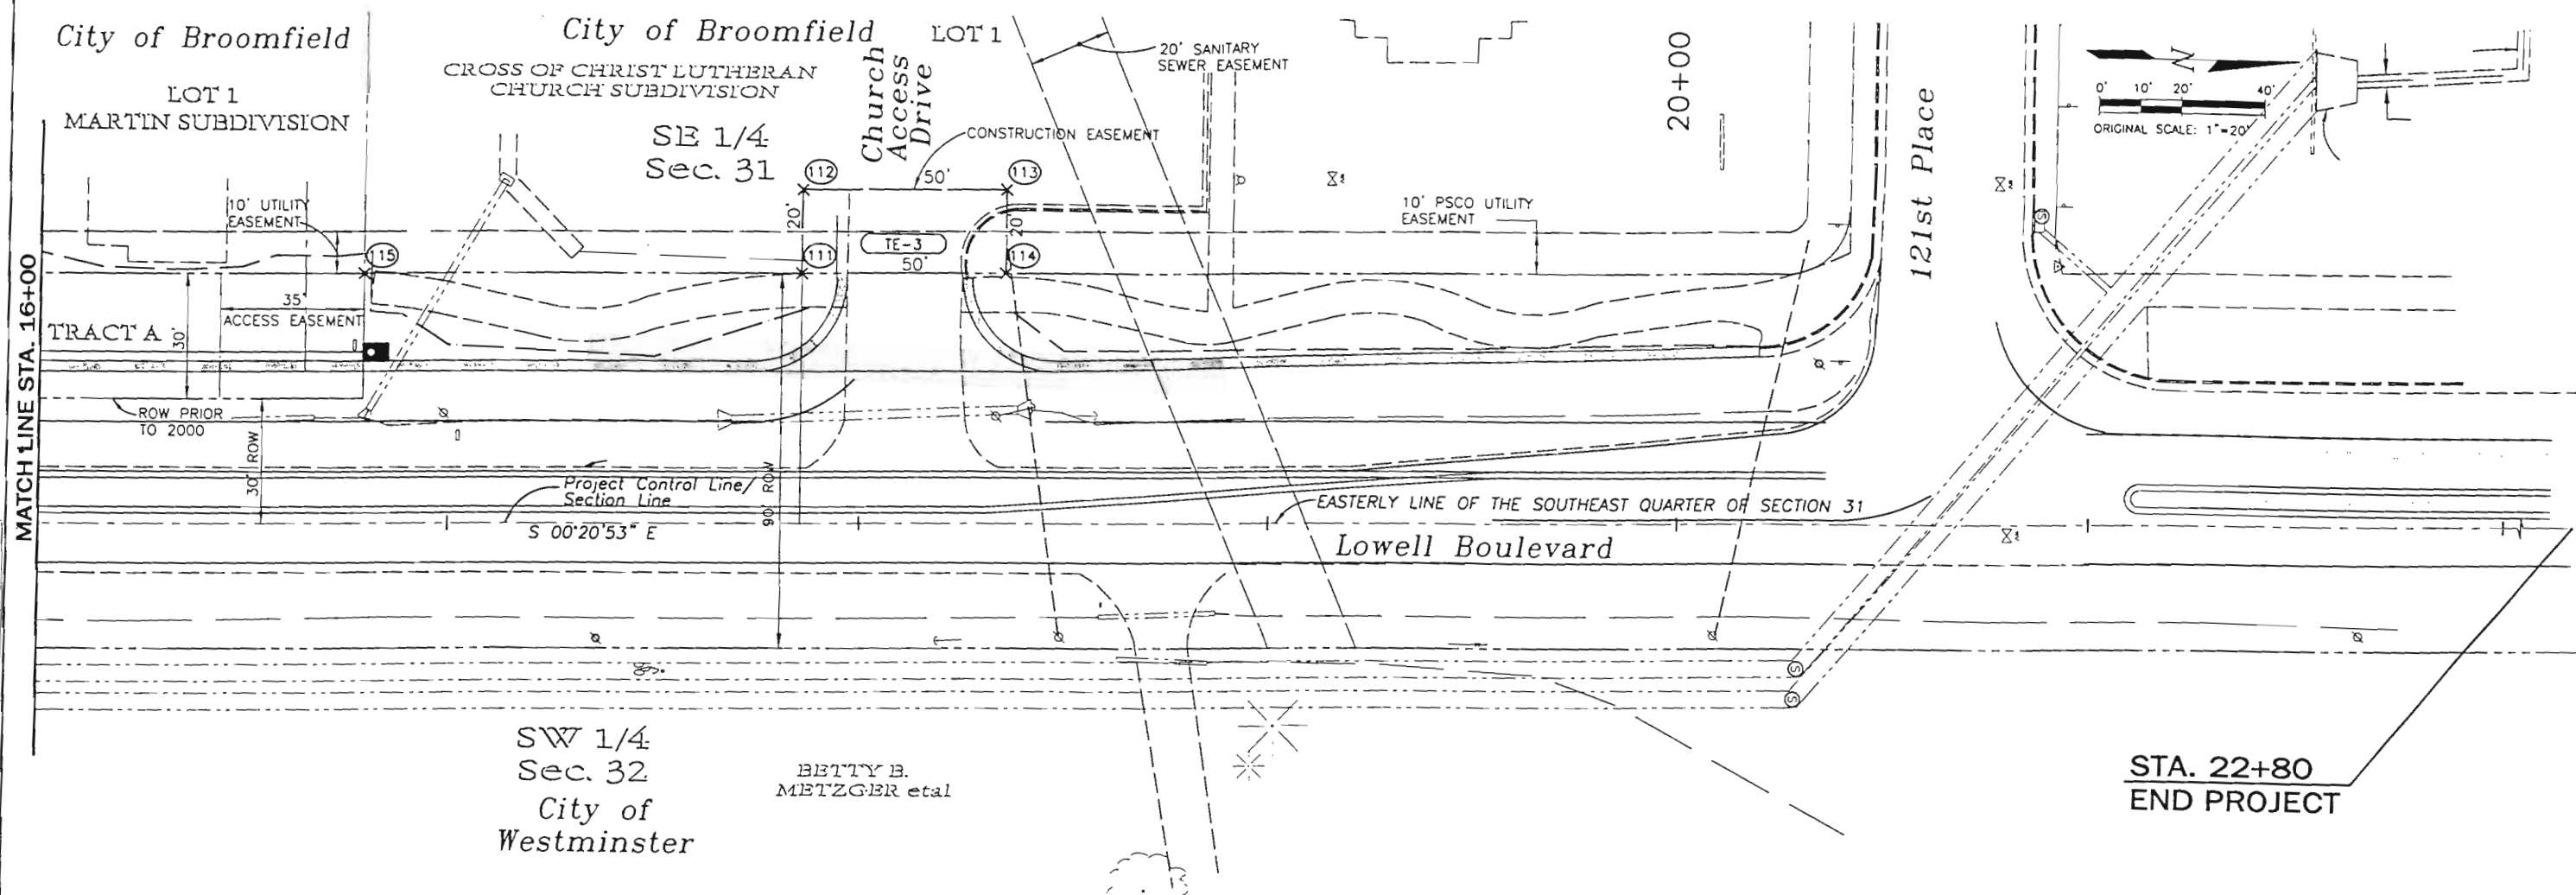 City of Broomfield
LOT 1
MARTIN SUBDIVISION
City of Broomfield
LOT 1
CROSS OF CHRIST LUTHERAN
CHURCH SUBDIVISION
SE 1/4
Sec. 31
Church
Access
Drive
20' SANITARY
SEWER EASEMENT
CONSTRUCTION EASEMENT
20+00
121st Place
N
0' 10' 20' 40'
ORIGINAL SCALE: 1"=20'
112
50'
113
20'
20'
10' UTILITY
EASEMENT
10' PSCO UTILITY
EASEMENT
TE-3
115
111
50'
114
S
MATCH LINE STA. 16+00
35'
ACCESS EASEMENT
TRACT A
30'
ROW PRIOR
TO 2000
30' ROW
90' ROW
Project Control Line/
Section Line
S 00°20'53" E
EASTERLY LINE OF THE SOUTHEAST QUARTER OF SECTION 31
Lowell Boulevard
S
S
SW 1/4
Sec. 32
City of
Westminster
BETTY B.
METZGER etal
STA. 22+80
END PROJECT